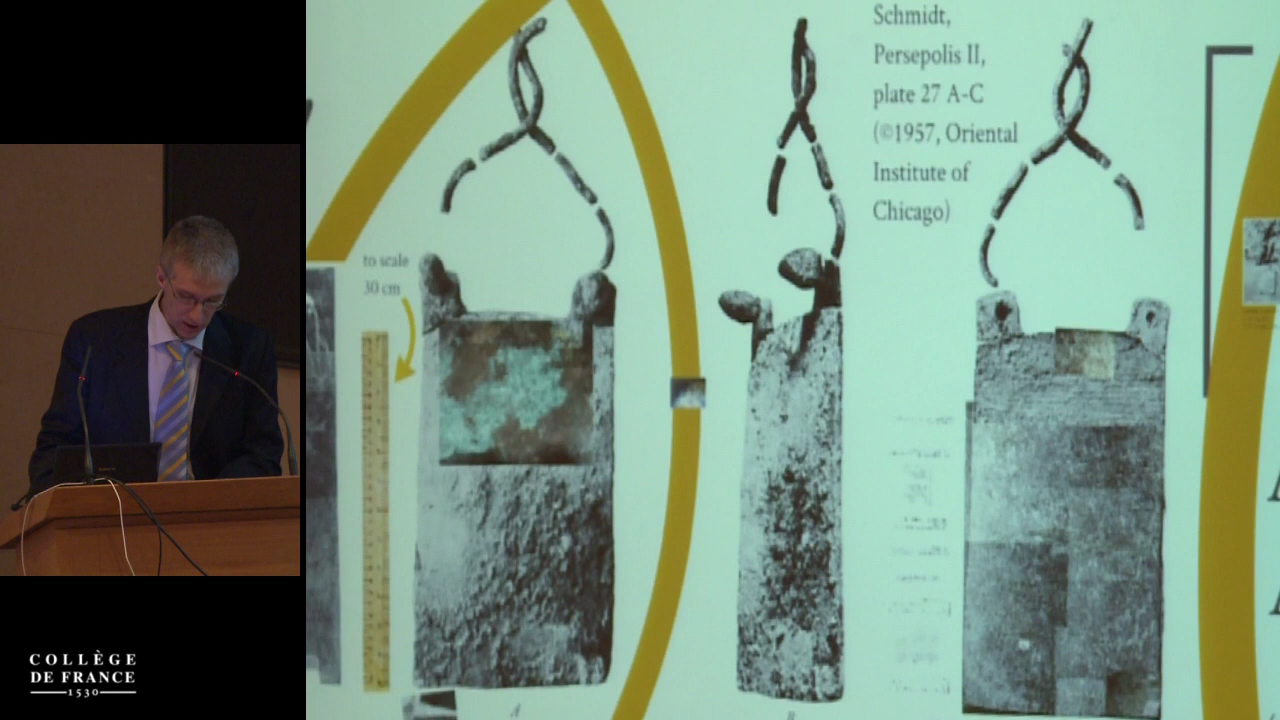 Schmidt,
Persepolis II,
plate 27 A-C
(©1957, Oriental
Institute of
Chicago)
to scale
30 cm
A
COLLÈGE
DE FRANCE
1530